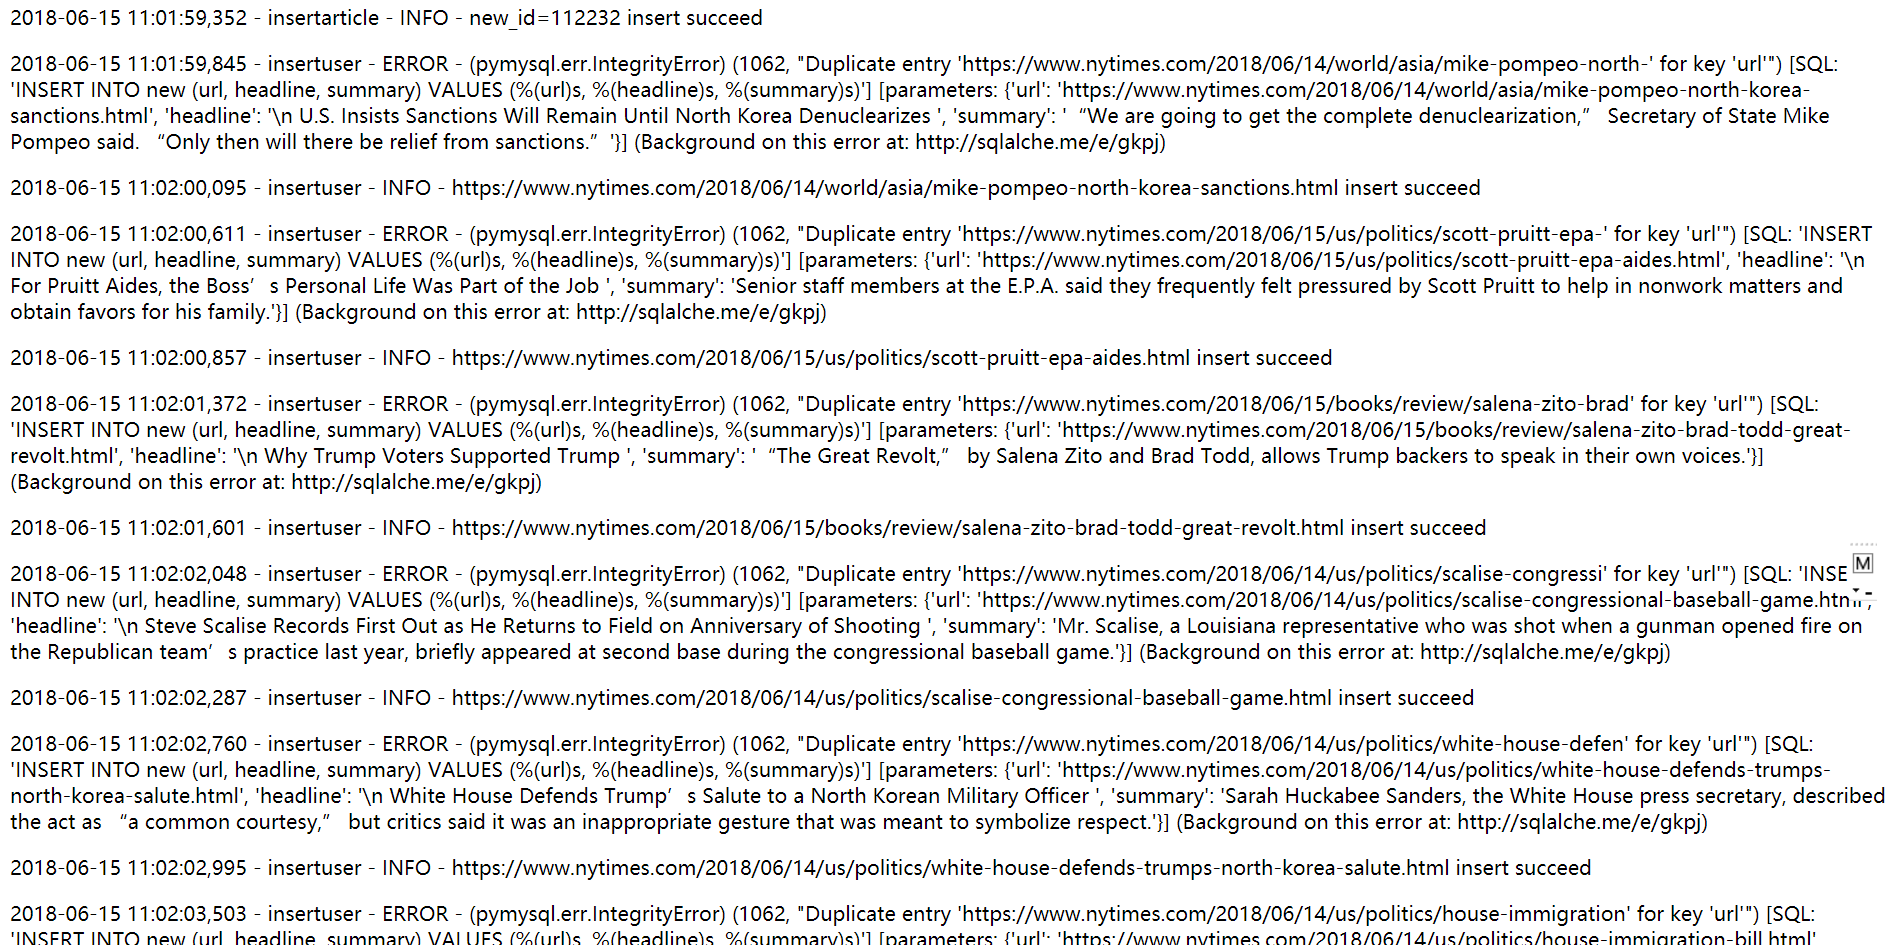 2018-06-15 11:01:59,352 - insertarticle - INFO - new_id=112232 insert succeed
2018-06-15 11:01:59,845 - insertuser - ERROR - (pymysql.err.IntegrityError) (1062, "Duplicate entry 'https://www.nytimes.com/2018/06/14/world/asia/mike-pompeo-north-' for key 'url'") [SQL:
'INSERT INTO new (url, headline, summary) VALUES (%(url)s, %(headline)s, %(summary)s)'] [parameters: {'url': 'https://www.nytimes.com/2018/06/14/world/asia/mike-pompeo-north-korea-
sanctions.html', 'headline': '\n U.S. Insists Sanctions Will Remain Until North Korea Denuclearizes ', 'summary': ' “We are going to get the complete denuclearization,” Secretary of State Mike
Pompeo said. “Only then will there be relief from sanctions.” '}] (Background on this error at: http://sqlalche.me/e/gkpj)
2018-06-15 11:02:00,095 - insertuser - INFO - https://www.nytimes.com/2018/06/14/world/asia/mike-pompeo-north-korea-sanctions.html insert succeed
2018-06-15 11:02:00,611 - insertuser - ERROR - (pymysql.err.IntegrityError) (1062, "Duplicate entry 'https://www.nytimes.com/2018/06/15/us/politics/scott-pruitt-epa-' for key 'url'") [SQL: 'INSERT
INTO new (url, headline, summary) VALUES (%(url)s, %(headline)s, %(summary)s)'] [parameters: {'url': 'https://www.nytimes.com/2018/06/15/us/politics/scott-pruitt-epa-aides.html', 'headline': '\n
For Pruitt Aides, the Boss’s Personal Life Was Part of the Job ', 'summary': 'Senior staff members at the E.P.A. said they frequently felt pressured by Scott Pruitt to help in nonwork matters and
obtain favors for his family.'}] (Background on this error at: http://sqlalche.me/e/gkpj)
2018-06-15 11:02:00,857 - insertuser - INFO - https://www.nytimes.com/2018/06/15/us/politics/scott-pruitt-epa-aides.html insert succeed
2018-06-15 11:02:01,372 - insertuser - ERROR - (pymysql.err.IntegrityError) (1062, "Duplicate entry 'https://www.nytimes.com/2018/06/15/books/review/salena-zito-brad' for key 'url'") [SQL:
'INSERT INTO new (url, headline, summary) VALUES (%(url)s, %(headline)s, %(summary)s)'] [parameters: {'url': 'https://www.nytimes.com/2018/06/15/books/review/salena-zito-brad-todd-great-
revolt.html', 'headline': '\n Why Trump Voters Supported Trump ', 'summary': ' “The Great Revolt,” by Salena Zito and Brad Todd, allows Trump backers to speak in their own voices.'}]
(Background on this error at: http://sqlalche.me/e/gkpj)
2018-06-15 11:02:01,601 - insertuser - INFO - https://www.nytimes.com/2018/06/15/books/review/salena-zito-brad-todd-great-revolt.html insert succeed
2018-06-15 11:02:02,048 - insertuser - ERROR - (pymysql.err.IntegrityError) (1062, "Duplicate entry 'https://www.nytimes.com/2018/06/14/us/politics/scalise-congressi' for key 'url'") [SQL: 'INSE M
INTO new (url, headline, summary) VALUES (%(url)s, %(headline)s, %(summary)s)'] [parameters: {'url': 'https://www.nytimes.com/2018/06/14/us/politics/scalise-congressional-baseball-game.html',
'headline': '\n Steve Scalise Records First Out as He Returns to Field on Anniversary of Shooting ', 'summary': 'Mr. Scalise, a Louisiana representative who was shot when a gunman opened fire on
the Republican team’s practice last year, briefly appeared at second base during the congressional baseball game.'}] (Background on this error at: http://sqlalche.me/e/gkpj)
2018-06-15 11:02:02,287 - insertuser - INFO - https://www.nytimes.com/2018/06/14/us/politics/scalise-congressional-baseball-game.html insert succeed
2018-06-15 11:02:02,760 - insertuser - ERROR - (pymysql.err.IntegrityError) (1062, "Duplicate entry 'https://www.nytimes.com/2018/06/14/us/politics/white-house-defen' for key 'url'") [SQL:
'INSERT INTO new (url, headline, summary) VALUES (%(url)s, %(headline)s, %(summary)s)'] [parameters: {'url': 'https://www.nytimes.com/2018/06/14/us/politics/white-house-defends-trumps-
north-korea-salute.html', 'headline': '\n White House Defends Trump’s Salute to a North Korean Military Officer ', 'summary': 'Sarah Huckabee Sanders, the White House press secretary, described
the act as “a common courtesy,” but critics said it was an inappropriate gesture that was meant to symbolize respect.'}] (Background on this error at: http://sqlalche.me/e/gkpj)
2018-06-15 11:02:02,995 - insertuser - INFO - https://www.nytimes.com/2018/06/14/us/politics/white-house-defends-trumps-north-korea-salute.html insert succeed
2018-06-15 11:02:03,503 - insertuser - ERROR - (pymysql.err.IntegrityError) (1062, "Duplicate entry 'https://www.nytimes.com/2018/06/14/us/politics/house-immigration' for key 'url'") [SQL:
'INSERT INTO new (url, headline, summary) VALUES (%(url)s, %(headline)s, %(summary)s)'] [parameters: {'url': 'https://www.nytimes.com/2018/06/14/us/politics/house-immigration-bill.html'